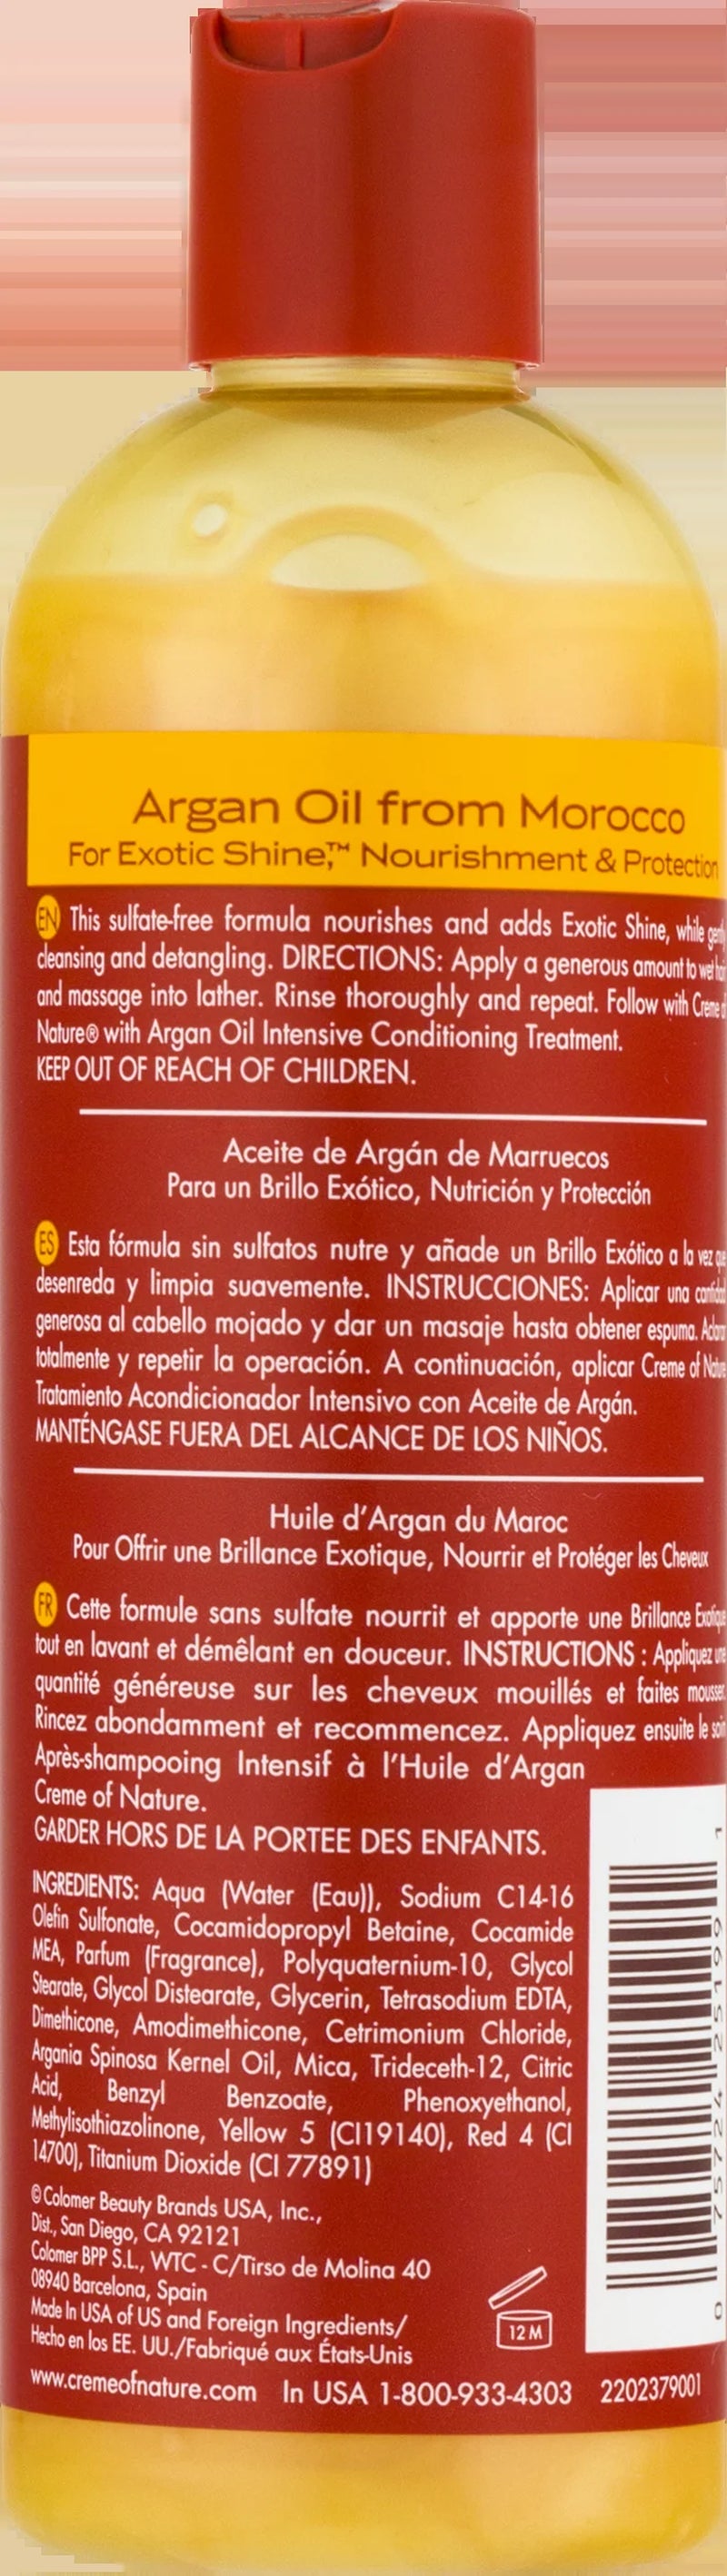 Argan Oil from Morocco
For Exotic Shine,™ Nourishment & Protection
EN This sulfate-free formula nourishes and adds Exotic Shine, while
cleansing and detangling. DIRECTIONS: Apply a generous amount to wet
and massage into lather. Rinse thoroughly and repeat. Follow with Creme
Nature® with Argan Oil Intensive Conditioning Treatment.
KEEP OUT OF REACH OF CHILDREN.
Aceite de Argán de Marruecos
Para un Brillo Exótico, Nutrición y Protección
ES Esta fórmula sin sulfatos nutre y añade un Brillo Exótico a la vez que
desenreda y limpia suavemente. INSTRUCCIONES: Aplicar una cantidad
generosa al cabello mojado y dar un masaje hasta obtener espuma. Aclarar
totalmente y repetir la operación. A continuación, aplicar Creme of Nature
Tratamiento Acondicionador Intensivo con Aceite de Argán.
MANTÉNGASE FUERA DEL ALCANCE DE LOS NIÑOS.
Huile d'Argan du Maroc
Pour Offrir une Brillance Exotique, Nourrir et Protéger les Cheveux
FR Cette formule sans sulfate nourrit et apporte une Brillance Exotique
tout en lavant et démêlant en douceur. INSTRUCTIONS : Appliquez une
quantité généreuse sur les cheveux mouillés et faites mousser.
Rincez abondamment et recommencez. Appliquez ensuite le soin
Après-shampooing Intensif à l'Huile d'Argan
Creme of Nature.
GARDER HORS DE LA PORTEE DES ENFANTS.
INGREDIENTS: Aqua (Water (Eau)), Sodium C14-16
Olefin Sulfonate, Cocamidopropyl Betaine, Cocamide
MEA, Parfum (Fragrance), Polyquaternium-10, Glycol
Stearate, Glycol Distearate, Glycerin, Tetrasodium EDTA,
Dimethicone, Amodimethicone, Cetrimonium Chloride,
Argania Spinosa Kernel Oil, Mica, Trideceth-12, Citric
Acid, Benzyl Benzoate, Phenoxyethanol,
Methylisothiazolinone, Yellow 5 (CI19140), Red 4 (CI
14700), Titanium Dioxide (CI 77891)
© Colomer Beauty Brands USA, Inc.,
Dist., San Diego, CA 92121
Colomer BPP S.L., WTC - C/Tirso de Molina 40
08940 Barcelona, Spain
Made In USA of US and Foreign Ingredients/
Hecho en los EE. UU./Fabriqué aux États-Unis
12 M
www.cremeofnature.com In USA 1-800-933-4303 2202379001